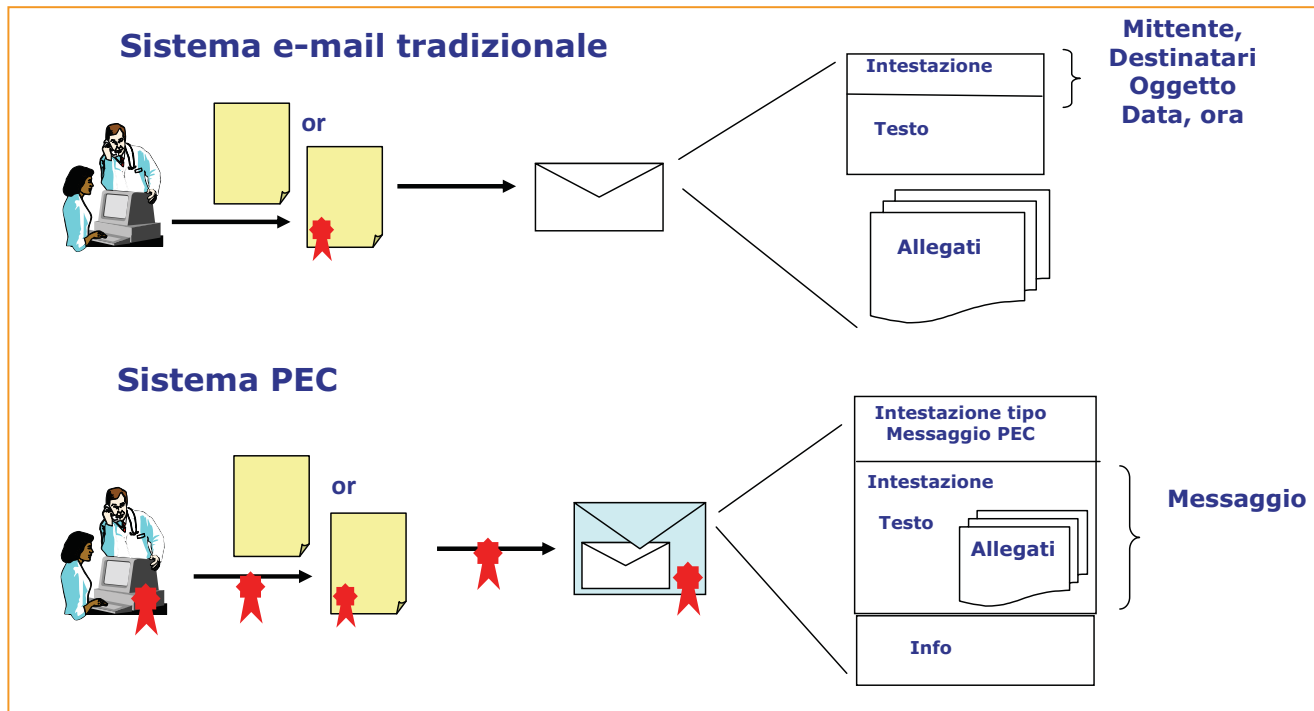 Sistema e-mail tradizionale
or
Intestazione
Testo
Allegati
Mittente,
Destinatari
Oggetto
Data, ora
Sistema PEC
or
Intestazione tipo
Messaggio PEC
Intestazione
Testo
Allegati
Info
Messaggio